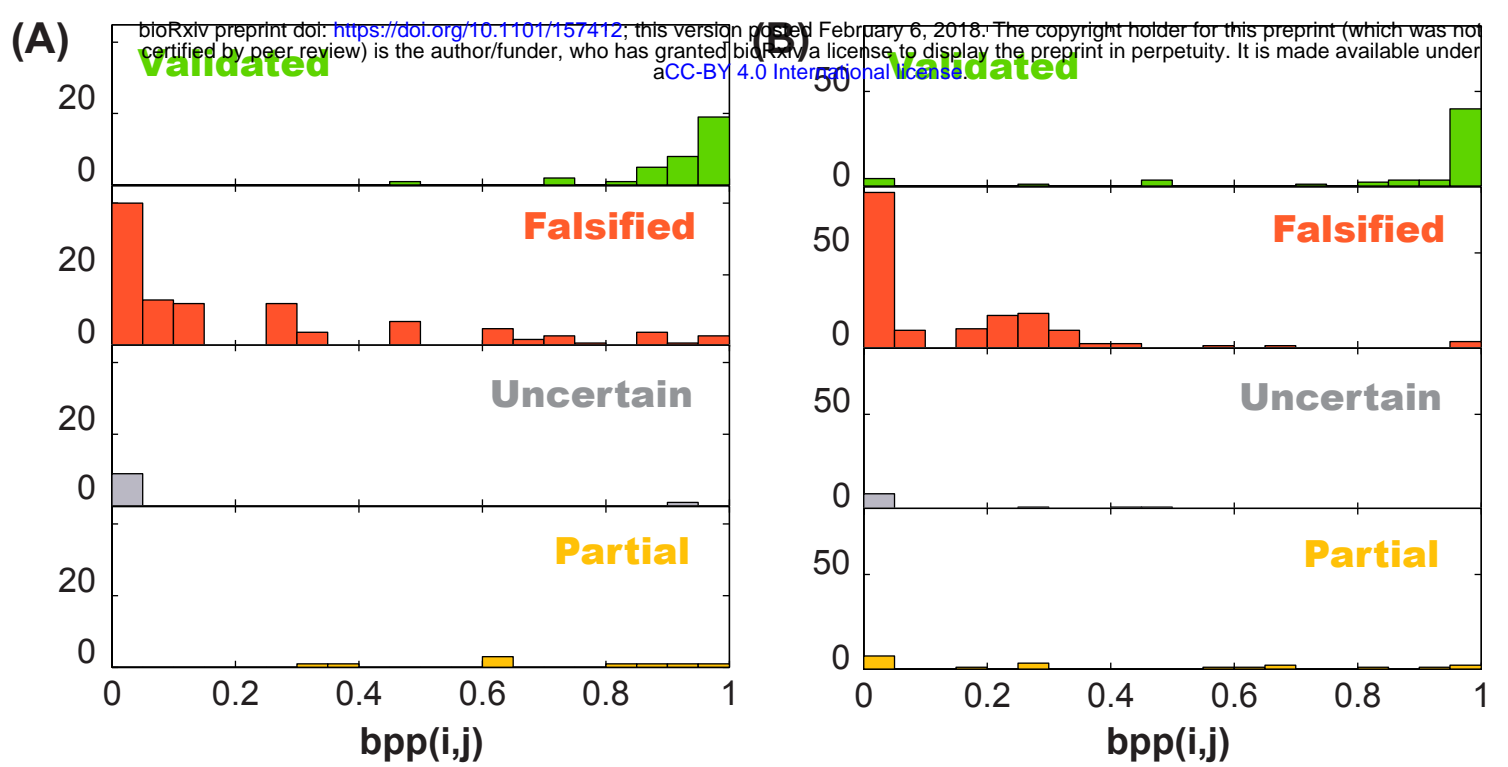 bioRxiv preprint doi: https://doi.org/10.1101/157412; this version posted February 6, 2018. The copyright holder for this preprint (which was not
certified by peer review) is the author/funder, who has granted bioRxiv a license to display the preprint in perpetuity. It is made available under
aCC-BY 4.0 International license.
(A)
Validated
20
0
Falsified
20
0
Uncertain
20
0
Partial
20
0
0 0.2 0.4 0.6 0.8 1
bpp(i,j)
(B)
Validated
50
0
Falsified
50
0
Uncertain
50
0
Partial
50
0
0 0.2 0.4 0.6 0.8 1
bpp(i,j)